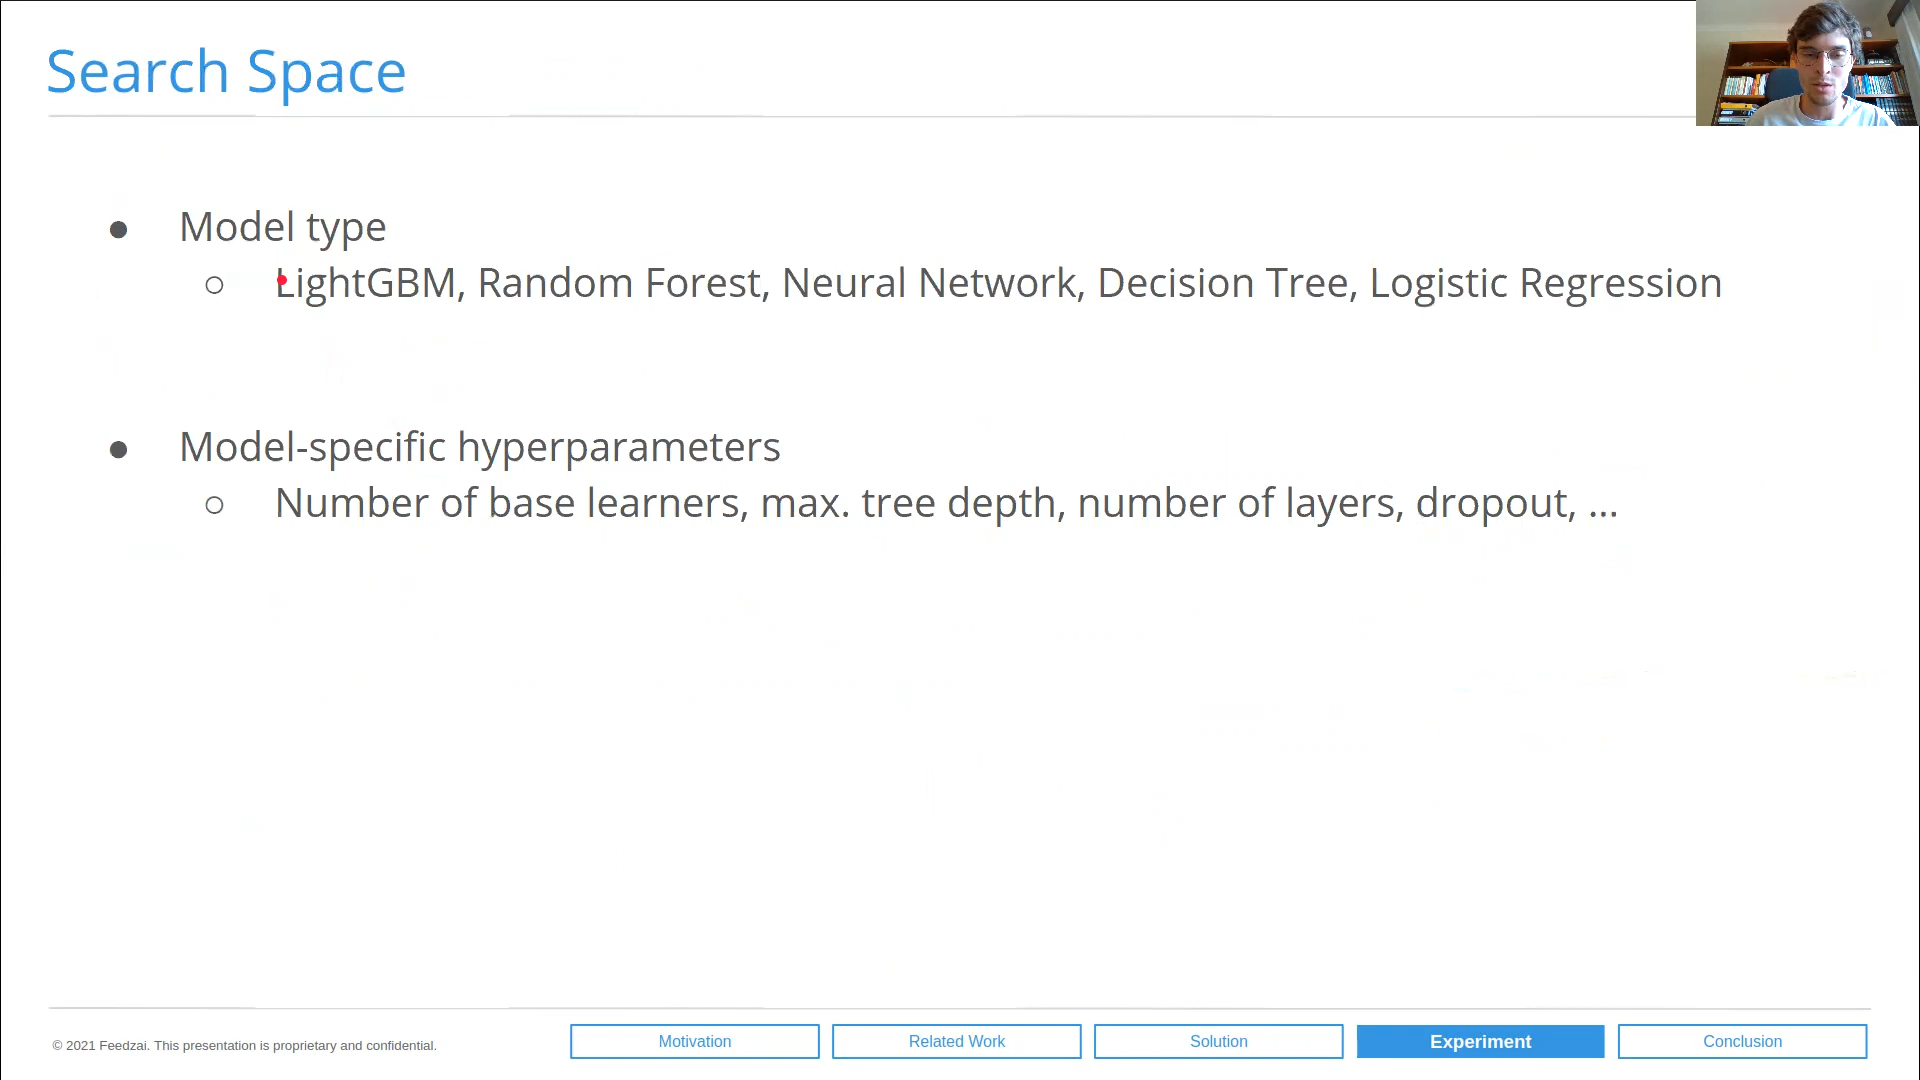 Search Space
● Model type
○ LightGBM, Random Forest, Neural Network, Decision Tree, Logistic Regression
● Model-specific hyperparameters
○ Number of base learners, max. tree depth, number of layers, dropout, ...
© 2021 Feedzai. This presentation is proprietary and confidential.
Motivation
Related Work
Solution
Experiment
Conclusion